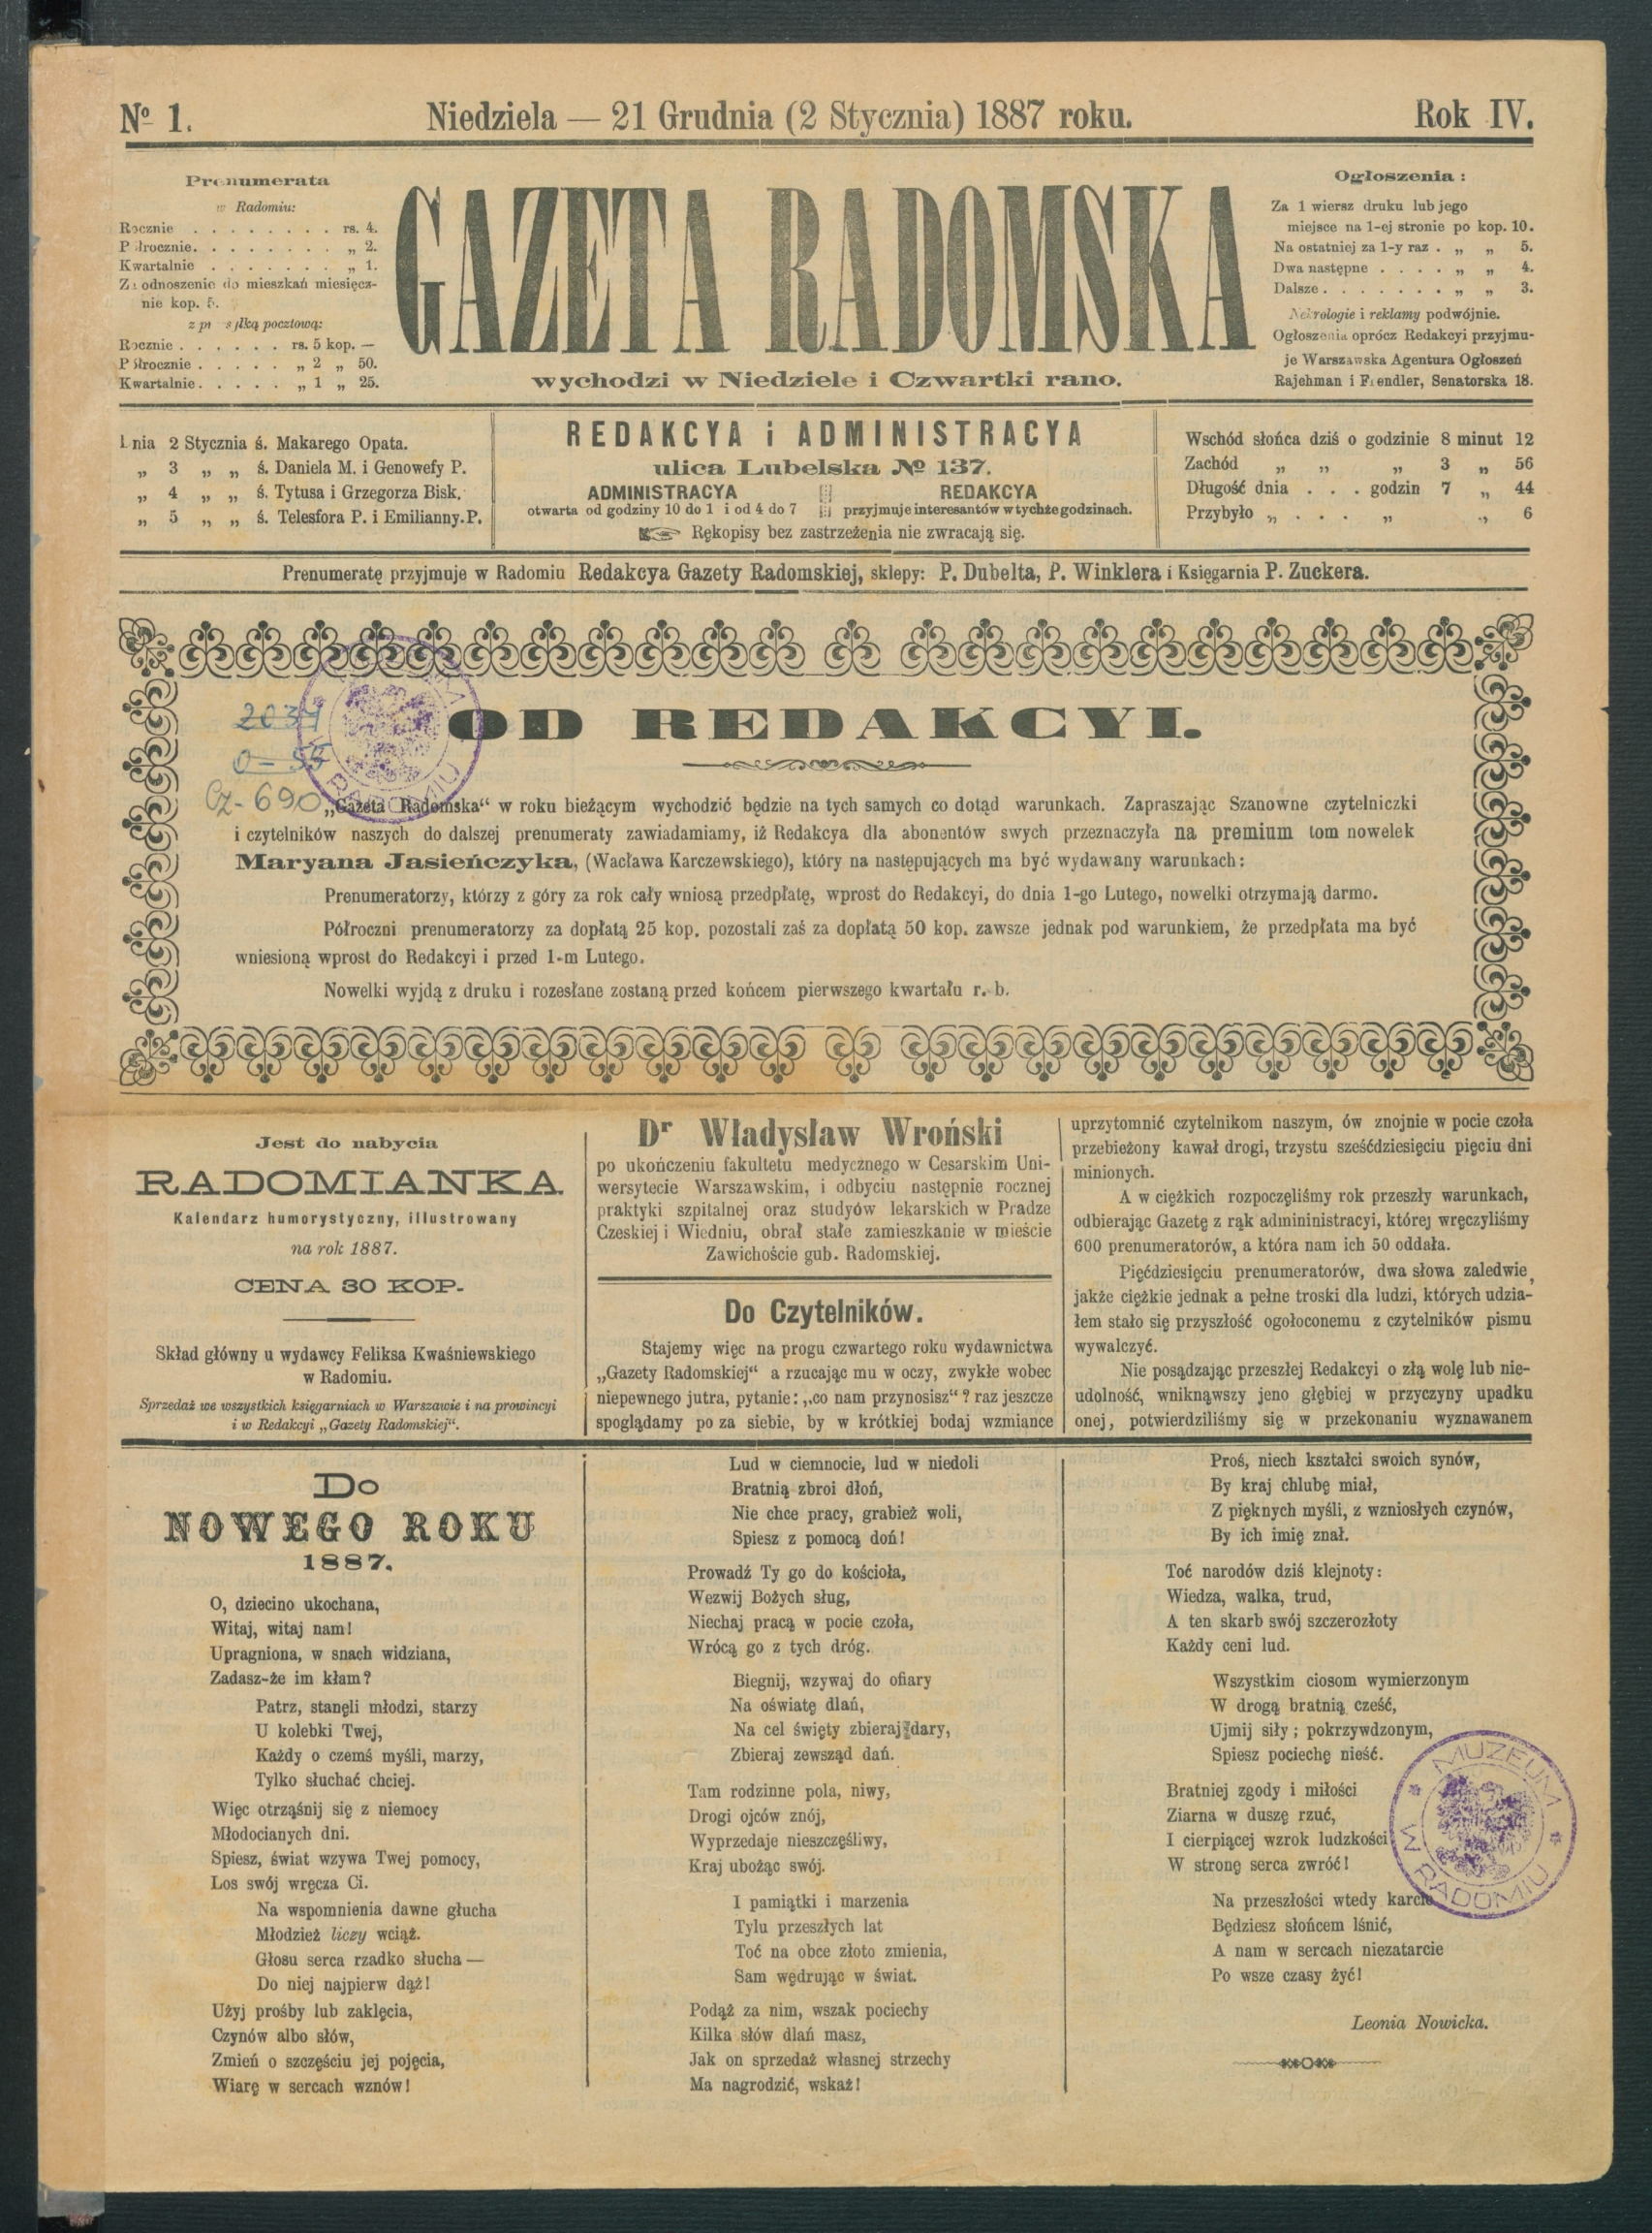 № 1.
Niedziela — 21 Grudnia (2 Stycznia) 1887 roku.
Rok IV.
Prenumerata
w Radomiu:
Rocznie . . . . . . . . rs. 4.
Półrocznie. . . . . . . . „ 2.
Kwartalnie . . . . . . . „ 1.
Za odnoszenie do mieszkań miesięcz-
nie kop. 5.
z przesyłką pocztową:
Rocznie . . . . . . rs. 5 kop. —
Półrocznie . . . . . „ 2 „ 50.
Kwartalnie. . . . . „ 1 „ 25.
GAZETA RADOMSKA
wychodzi w Niedziele i Czwartki rano.
Ogłoszenia :
Za 1 wiersz druku lub jego
miejsce na 1-ej stronie po kop. 10.
Na ostatniej za 1-y raz . „ „ 5.
Dwa następne . . . . „ „ 4.
Dalsze . . . . . . . „ „ 3.
Nekrologie i reklamy podwójnie.
Ogłoszenia oprócz Redakcyi przyjmu-
je Warszawska Agentura Ogłoszeń
Rajchman i Frendler, Senatorska 18.
Dnia 2 Stycznia ś. Makarego Opata.
„ 3 „ „ ś. Daniela M. i Genowefy P.
„ 4 „ „ ś. Tytusa i Grzegorza Bisk.
„ 5 „ „ ś. Telesfora P. i Emilianny.P.
REDAKCYA i ADMINISTRACYA
ulica Lubelska № 137.
ADMINISTRACYA
otwarta od godziny 10 do 1 i od 4 do 7
REDAKCYA
przyjmuje interesantów w tychże godzinach.
Rękopisy bez zastrzeżenia nie zwracają się.
Wschód słońca dziś o godzinie 8 minut 12
Zachód „ „ „ 3 „ 56
Długość dnia . . . godzin 7 „ 44
Przybyło „ . . . „ „ 6
Prenumeratę przyjmuje w Radomiu Redakcya Gazety Radomskiej, sklepy: P. Dubelta, P. Winklera i Księgarnia P. Zuckera.
2034
0-55
Cz-690
RADOMIU
OD REDAKCYI.
„Gazeta Radomska“ w roku bieżącym wychodzić będzie na tych samych co dotąd warunkach. Zapraszając Szanowne czytelniczki
i czytelników naszych do dalszej prenumeraty zawiadamiamy, iż Redakcya dla abonentów swych przeznaczyła na premium tom nowelek
Maryana Jasieńczyka, (Wacława Karczewskiego), który na następujących ma być wydawany warunkach:
Prenumeratorzy, którzy z góry za rok cały wniosą przedpłatę, wprost do Redakcyi, do dnia 1-go Lutego, nowelki otrzymają darmo.
Półroczni prenumeratorzy za dopłatą 25 kop. pozostali zaś za dopłatą 50 kop. zawsze jednak pod warunkiem, że przedpłata ma być
wniesioną wprost do Redakcyi i przed 1-m Lutego.
Nowelki wyjdą z druku i rozesłane zostaną przed końcem pierwszego kwartału r. b.
Jest do nabycia
RADOMIANKA
Kalendarz humorystyczny, illustrowany
na rok 1887.
CENA 30 KOP.
Skład główny u wydawcy Feliksa Kwaśniewskiego
w Radomiu.
Sprzedaż we wszystkich księgarniach w Warszawie i na prowincyi
i w Redakcyi „Gazety Radomskiej“.
Dr Władysław Wroński
po ukończeniu fakultetu medycznego w Cesarskim Uni-
wersytecie Warszawskim, i odbyciu następnie rocznej
praktyki szpitalnej oraz studyów lekarskich w Pradze
Czeskiej i Wiedniu, obrał stałe zamieszkanie w mieście
Zawichoście gub. Radomskiej.
Do Czytelników.
Stajemy więc na progu czwartego roku wydawnictwa
„Gazety Radomskiej“ a rzucając mu w oczy, zwykłe wobec
niepewnego jutra, pytanie: „co nam przynosisz“ ? raz jeszcze
spoglądamy po za siebie, by w krótkiej bodaj wzmiance
uprzytomnić czytelnikom naszym, ów znojnie w pocie czoła
przebieżony kawał drogi, trzystu sześćdziesięciu pięciu dni
minionych.
A w ciężkich rozpoczęliśmy rok przeszły warunkach,
odbierając Gazetę z rąk admininistracyi, której wręczyliśmy
600 prenumeratorów, a która nam ich 50 oddała.
Pięćdziesięciu prenumeratorów, dwa słowa zaledwie,
jakże ciężkie jednak a pełne troski dla ludzi, których udzia-
łem stało się przyszłość ogołoconemu z czytelników pismu
wywalczyć.
Nie posądzając przeszłej Redakcyi o złą wolę lub nie-
udolność, wniknąwszy jeno głębiej w przyczyny upadku
onej, potwierdziliśmy się w przekonaniu wyznawanem
Do
NOWEGO ROKU
1887.
O, dziecino ukochana,
Witaj, witaj nam!
Upragniona, w snach widziana,
Zadasz-że im kłam?
Patrz, stanęli młodzi, starzy
U kolebki Twej,
Każdy o czemś myśli, marzy,
Tylko słuchać chciej.
Więc otrząśnij się z niemocy
Młodocianych dni.
Spiesz, świat wzywa Twej pomocy,
Los swój wręcza Ci.
Na wspomnienia dawne głucha
Młodzież liczy wciąż.
Głosu serca rzadko słucha —
Do niej najpierw dąż!
Użyj prośby lub zaklęcia,
Czynów albo słów,
Zmień o szczęściu jej pojęcia,
Wiarę w sercach wznów!
Lud w ciemnocie, lud w niedoli
Bratnią zbroi dłoń,
Nie chce pracy, grabież woli,
Spiesz z pomocą doń!
Prowadź Ty go do kościoła,
Wezwij Bożych sług,
Niechaj pracą w pocie czoła,
Wrócą go z tych dróg.
Biegnij, wzywaj do ofiary
Na oświatę dlań,
Na cel święty zbieraj dary,
Zbieraj zewsząd dań.
Tam rodzinne pola, niwy,
Drogi ojców znój,
Wyprzedaje nieszczęśliwy,
Kraj ubożąc swój.
I pamiątki i marzenia
Tylu przeszłych lat
Toć na obce złoto zmienia,
Sam wędrując w świat.
Podąż za nim, wszak pociechy
Kilka słów dlań masz,
Jak on sprzedaż własnej strzechy
Ma nagrodzić, wskaż!
Proś, niech kształci swoich synów,
By kraj chlubę miał,
Z pięknych myśli, z wzniosłych czynów,
By ich imię znał.
Toć narodów dziś klejnoty:
Wiedza, walka, trud,
A ten skarb swój szczerozłoty
Każdy ceni lud.
Wszystkim ciosom wymierzonym
W drogą bratnią cześć,
Ujmij siły ; pokrzywdzonym,
Spiesz pociechę nieść.
Bratniej zgody i miłości
Ziarna w duszę rzuć,
I cierpiącej wzrok ludzkości
W stronę serca zwróć!
Na przeszłości wtedy karcie
Będziesz słońcem lśnić,
A nam w sercach niezatarcie
Po wsze czasy żyć!
Leonia Nowicka.
MUZEUM
W RADOMIU